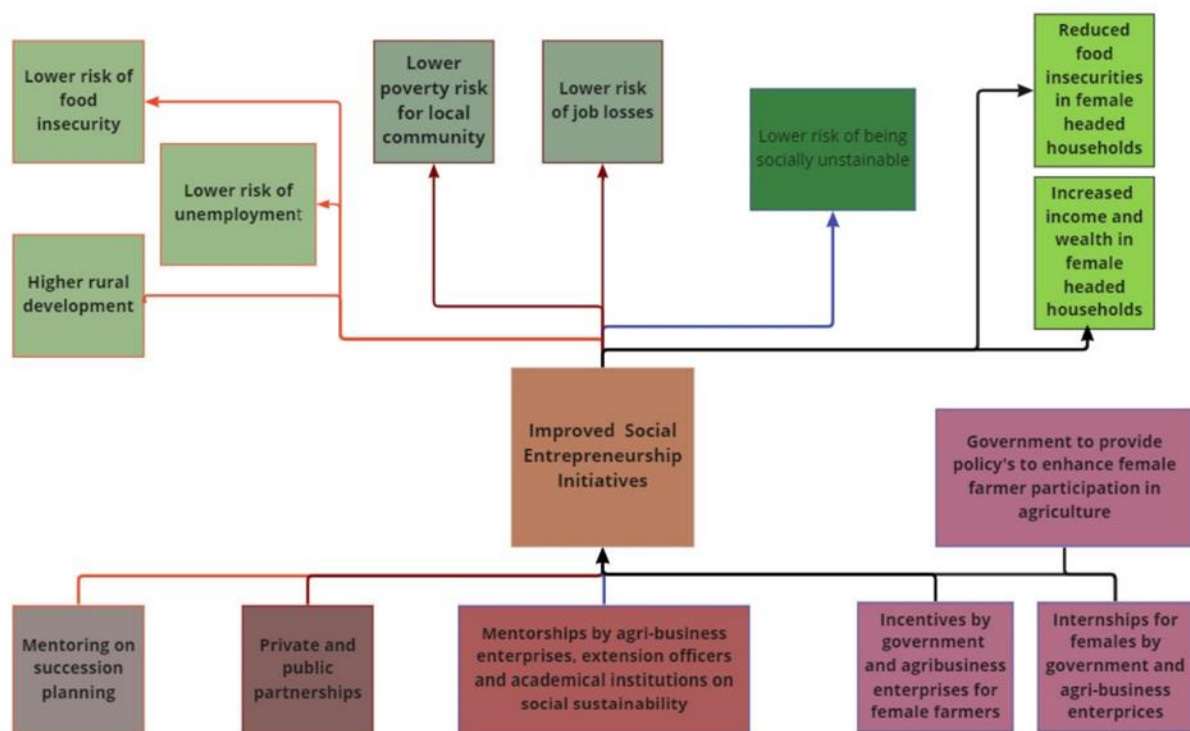 Lower risk of
food
insecurity
Lower risk of
unemployment
Higher rural
development
Lower
poverty risk
for local
community
Lower risk
of job losses
Lower risk of being
socially unstainable
Reduced
food
insecurities
in female
headed
households
Increased
income and
wealth in
female
headed
households
Improved Social
Entrepreneurship
Initiatives
Government to provide
policy's to enhance female
farmer participation in
agriculture
Mentoring on
succession
planning
Private and
public
partnerships
Mentorships by agri-business
enterprises, extension officers
and academical institutions on
social sustainability
Incentives by
government
and agribusiness
enterprises for
female farmers
Internships for
females by
government and
agri-business
enterprices